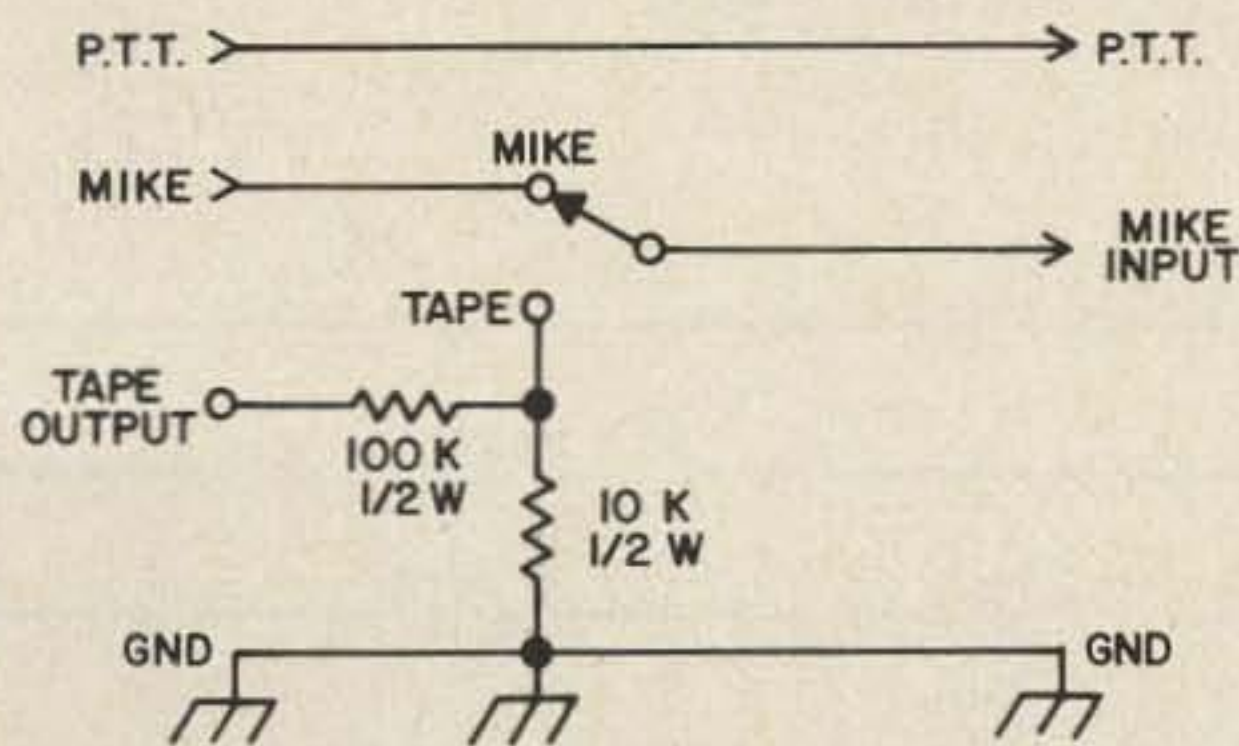 P.T.T.
P.T.T.
MIKE
MIKE
MIKE
INPUT
TAPE
TAPE
OUTPUT
100 K
1/2 W
10 K
1/2 W
GND
GND